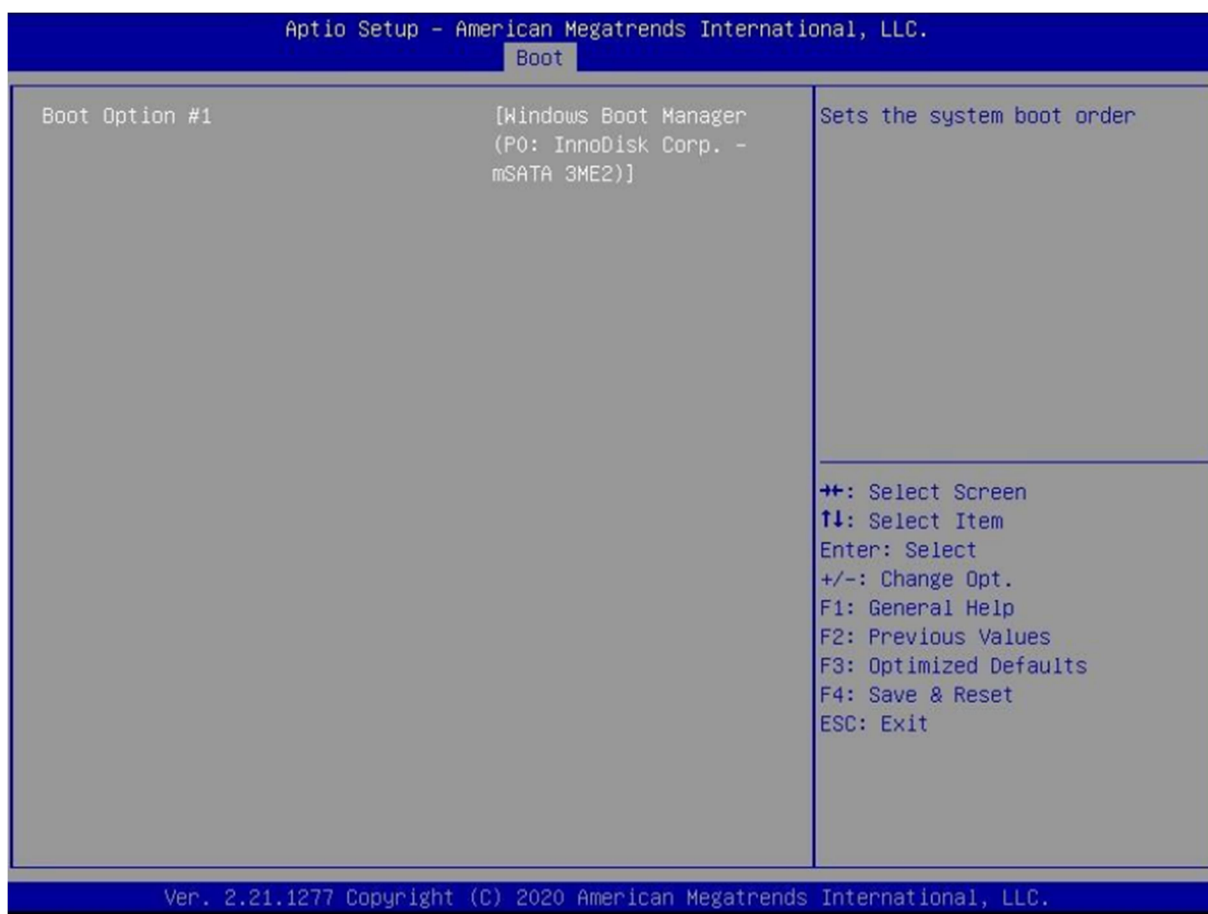 Aptio Setup - American Megatrends International, LLC.
Boot
Boot Option #1
[Windows Boot Manager
(P0: InnoDisk Corp. -
mSATA 3ME2)]
Sets the system boot order
→←: Select Screen
↑↓: Select Item
Enter: Select
+/-: Change Opt.
F1: General Help
F2: Previous Values
F3: Optimized Defaults
F4: Save & Reset
ESC: Exit
Ver. 2.21.1277 Copyright (C) 2020 American Megatrends International, LLC.